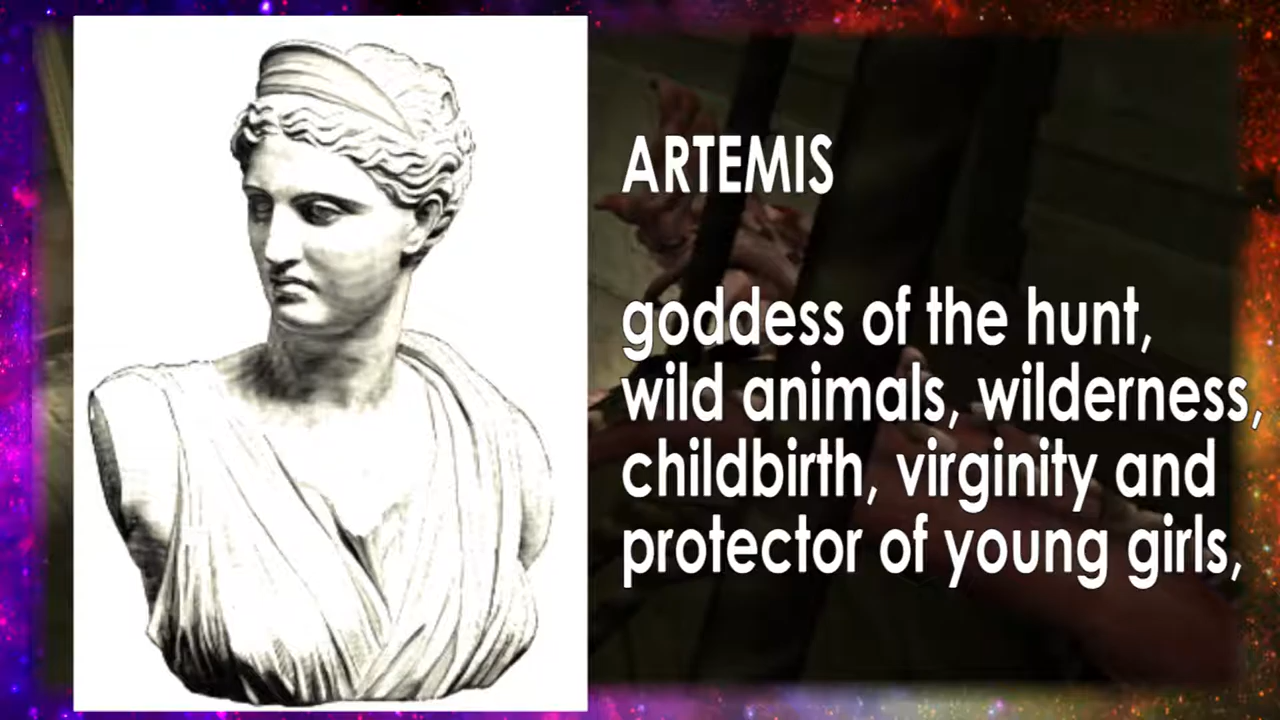 ARTEMIS
goddess of the hunt,
wild animals, wilderness,
childbirth, virginity and
protector of young girls,